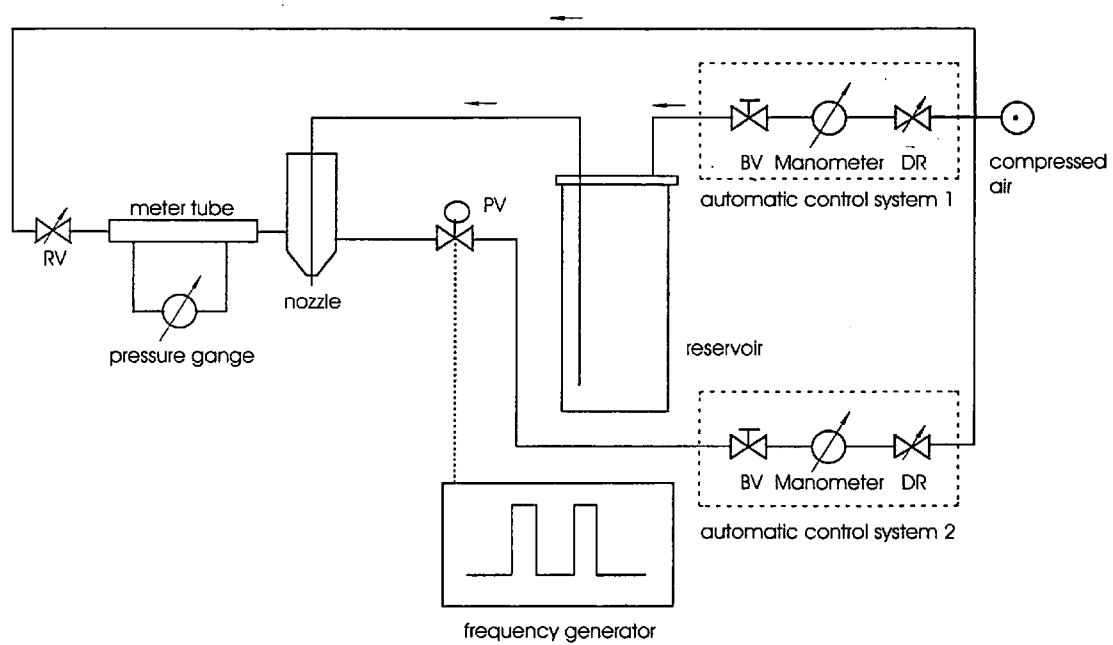 BV Manometer DR
compressed
air
automatic control system 1
PV
meter tube
RV
nozzle
pressure gange
reservoir
BV Manometer DR
automatic control system 2
frequency generator